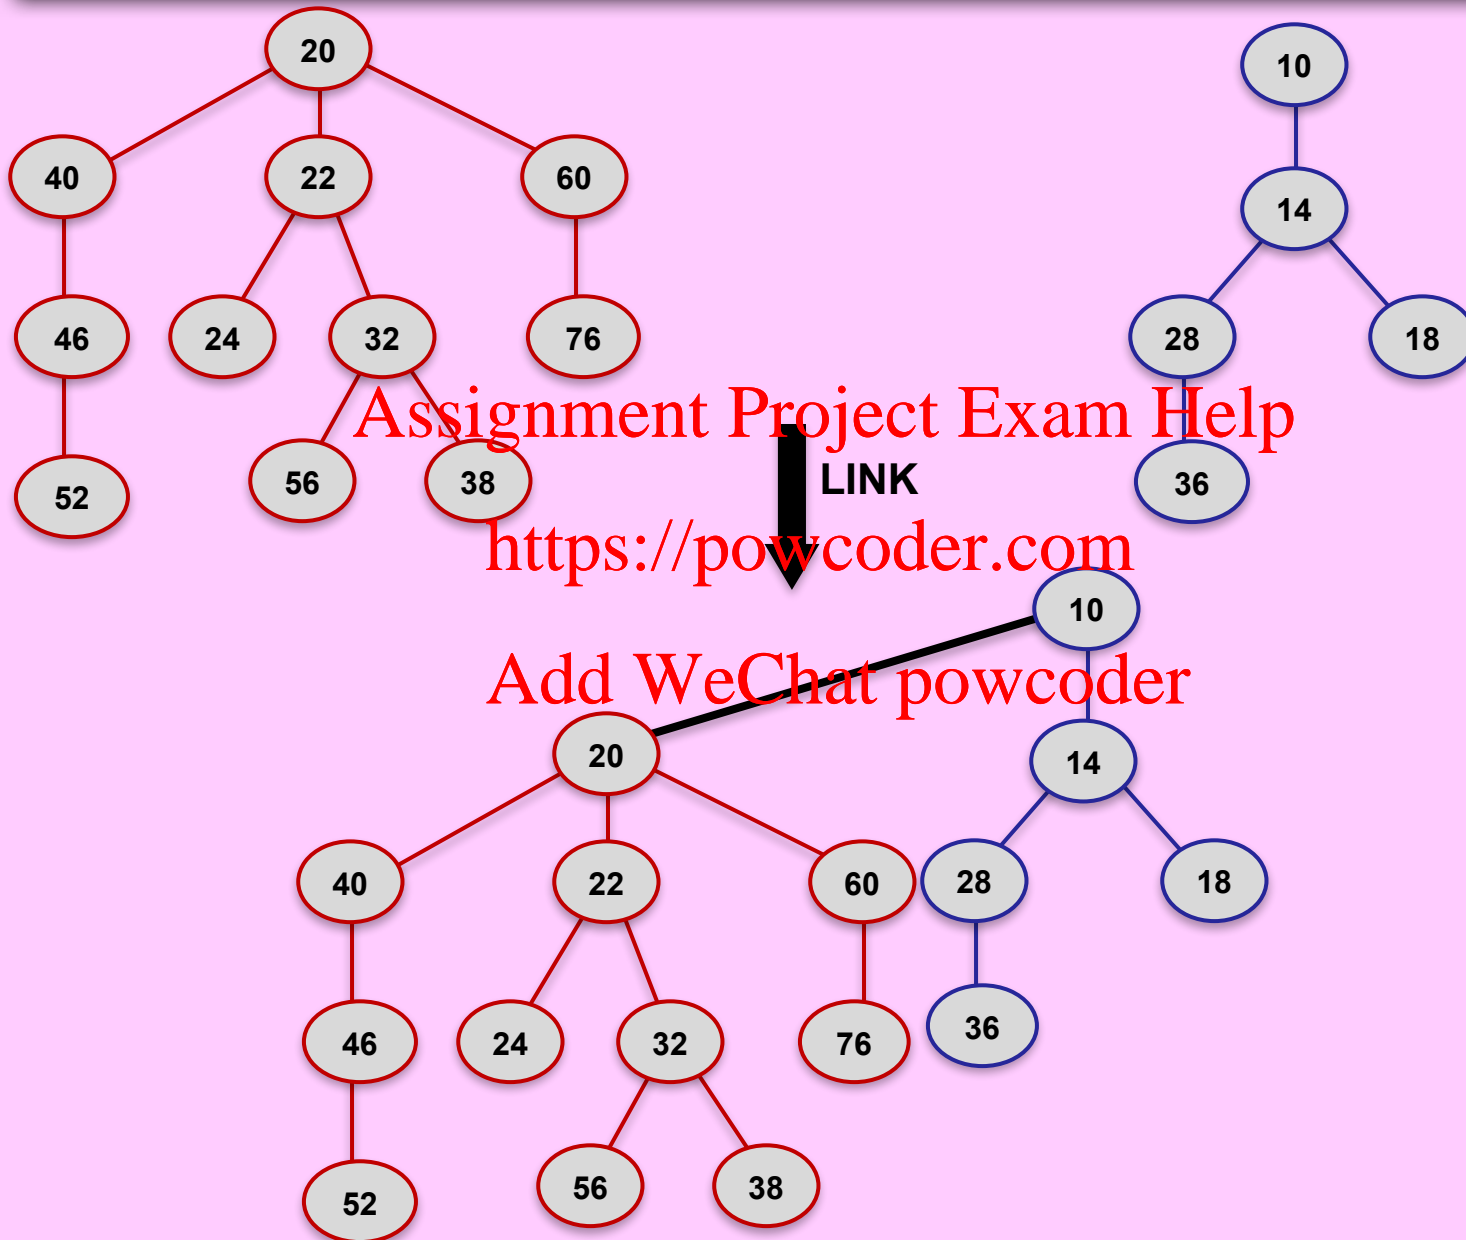 20
10
40 22 60
14
46 24 32 76
28 18
Assignment Project Exam Help
52 56 38
LINK
36
https://powcoder.com
10
Add WeChat powcoder
20
14
40 22 60 28 18
46 24 32 76 36
52 56 38